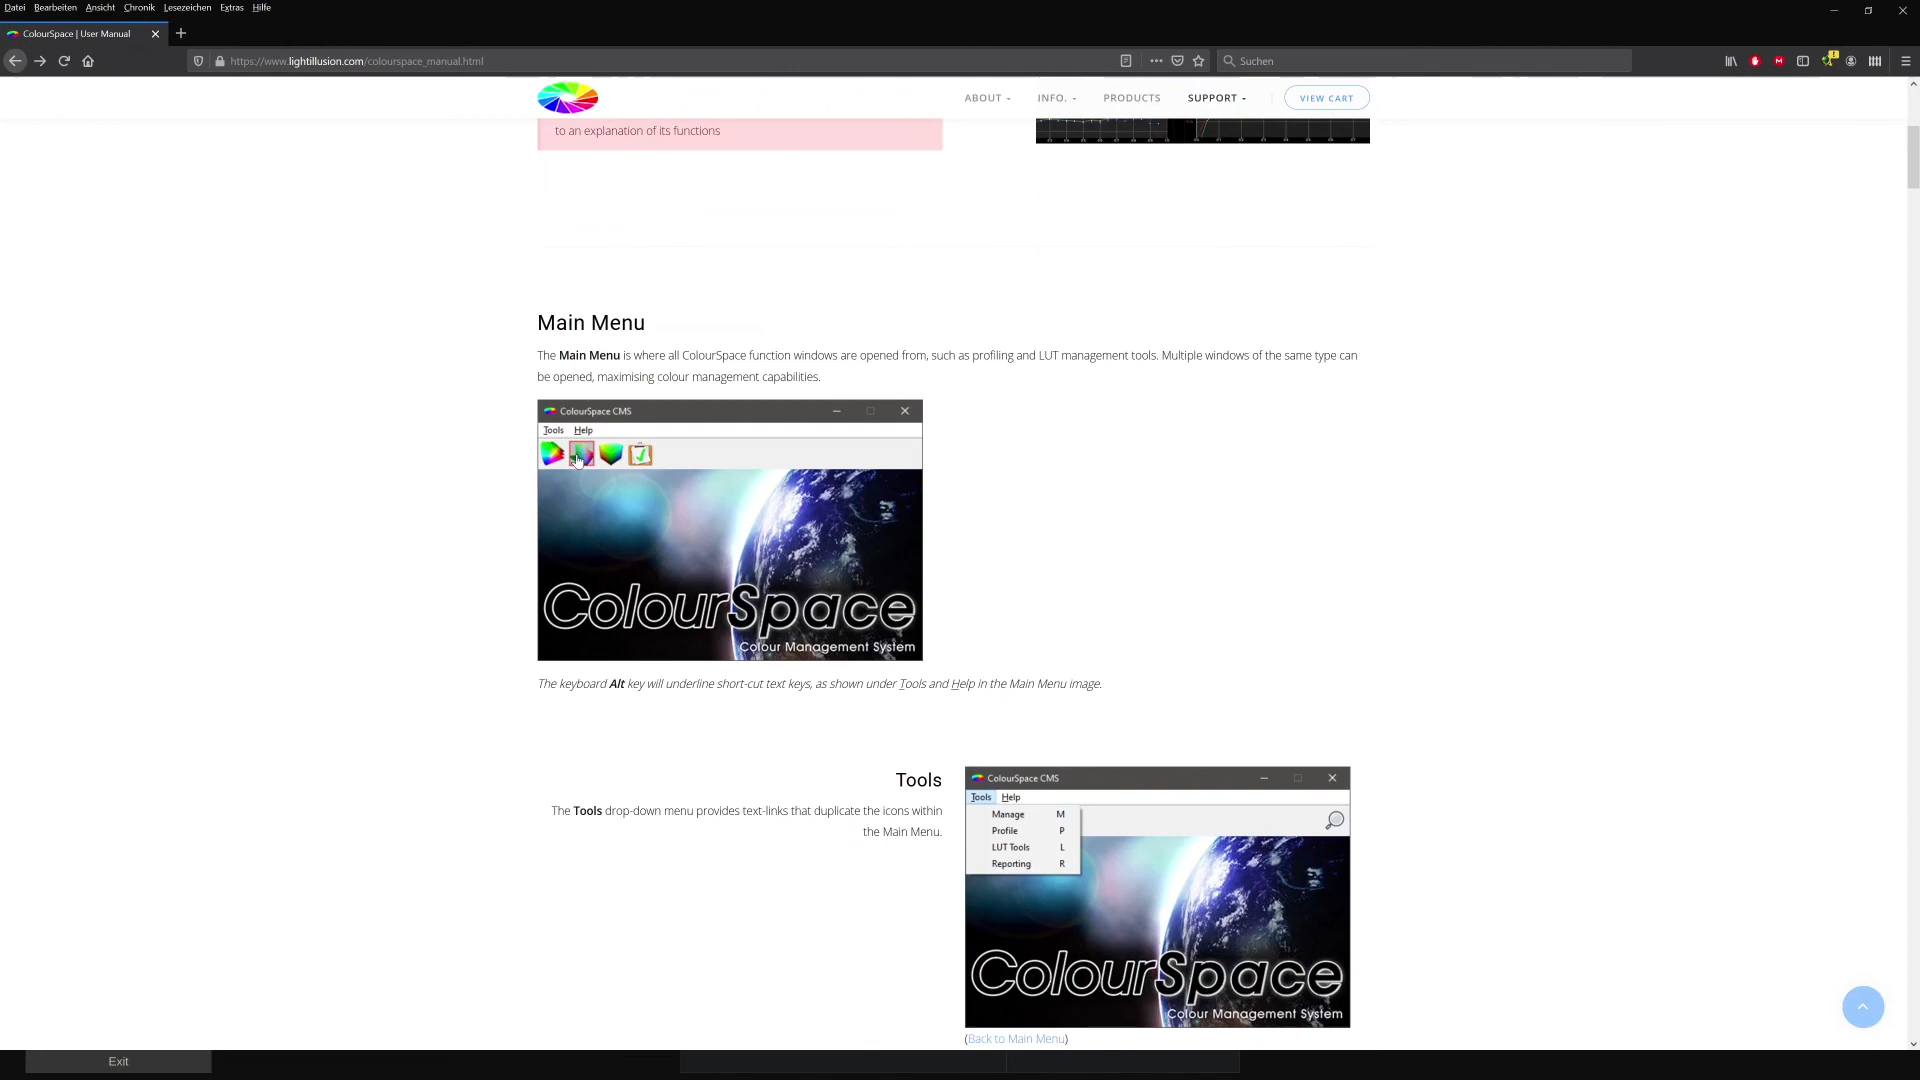 Datei Bearbeiten Ansicht Chronik Lesezeichen Extras Hilfe
ColourSpace | User Manual
https://www.lightillusion.com/colourspace_manual.html
Suchen
ABOUT INFO. PRODUCTS SUPPORT VIEW CART
to an explanation of its functions
Main Menu
The Main Menu is where all ColourSpace function windows are opened from, such as profiling and LUT management tools. Multiple windows of the same type can
be opened, maximising colour management capabilities.
ColourSpace CMS
Tools Help
ColourSpace
Colour Management System
The keyboard Alt key will underline short-cut text keys, as shown under Tools and Help in the Main Menu image.
Tools
The Tools drop-down menu provides text-links that duplicate the icons within
the Main Menu.
ColourSpace CMS
Tools Help
Manage M
Profile P
LUT Tools L
Reporting R
ColourSpace
Colour Management System
(Back to Main Menu)
Exit